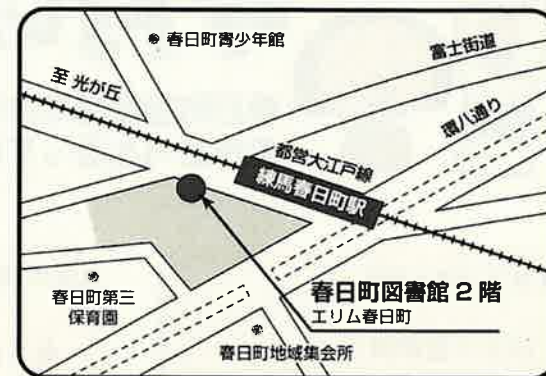 春日町青少年館
富士街道
至 光が丘
環八通り
都営大江戸線
練馬春日町駅
春日町図書館 2 階
エリム春日町
春日町第三
保育園
春日町地域集会所